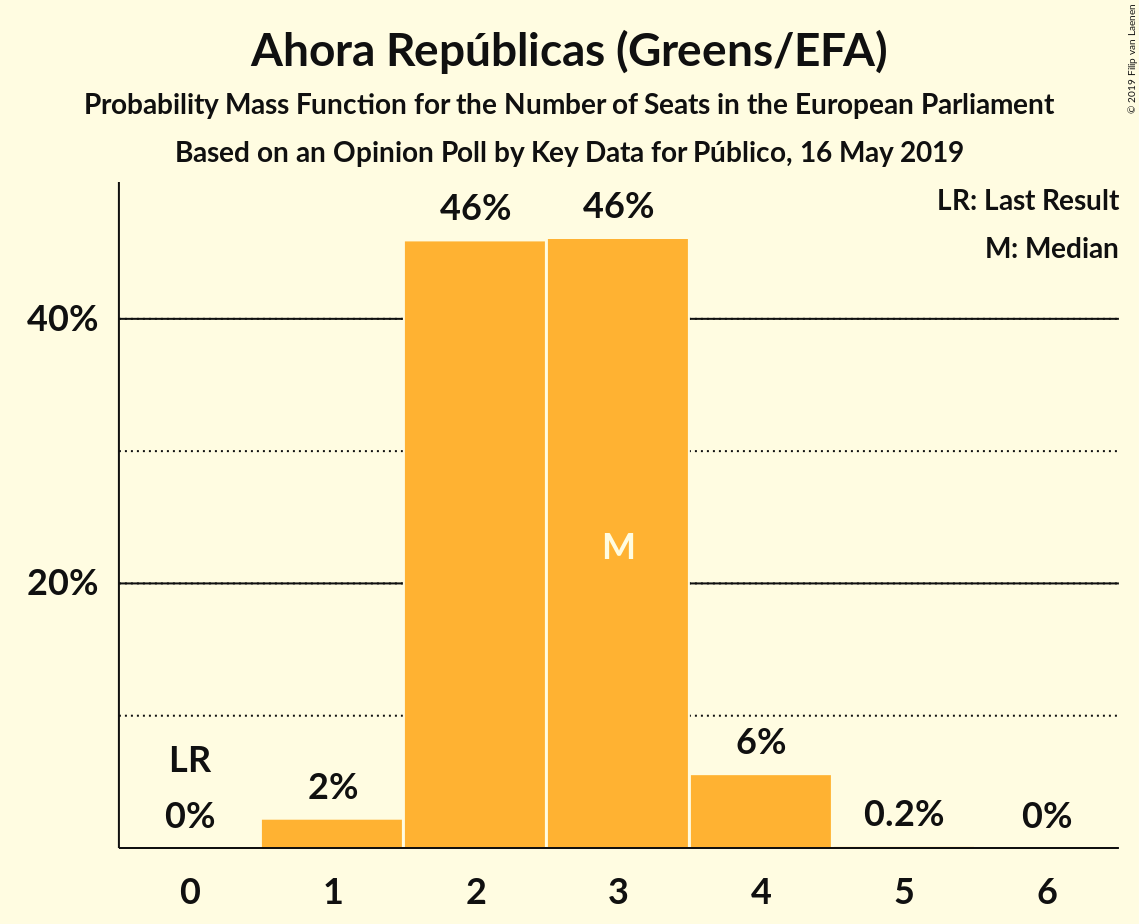 Ahora Repúblicas (Greens/EFA)
Probability Mass Function for the Number of Seats in the European Parliament
Based on an Opinion Poll by Key Data for Público, 16 May 2019
© 2019 Filip van Laenen
LR: Last Result
M: Median
46%
46%
40%
M
20%
LR
0%
2%
6%
0.2%
0%
0
1
2
3
4
5
6